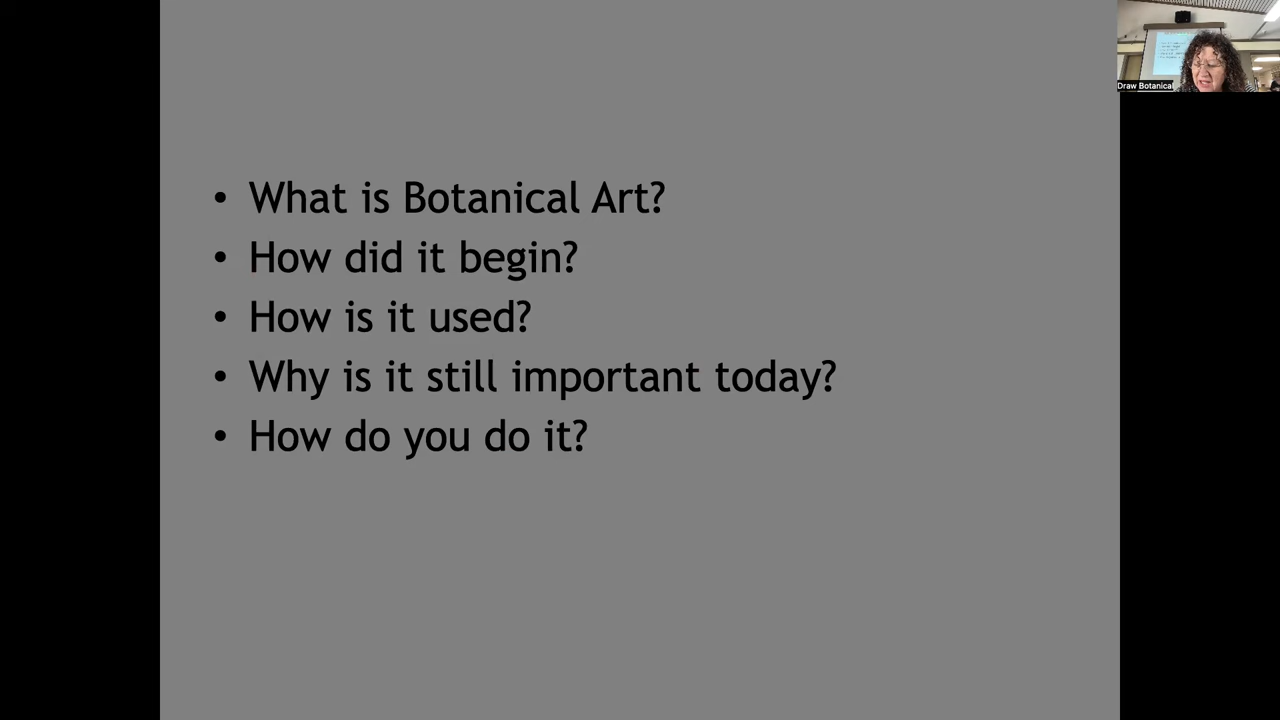 • What is Botanical Art?
• How did it begin?
• How is it used?
• Why is it still important today?
• How do you do it?
Draw Botanical